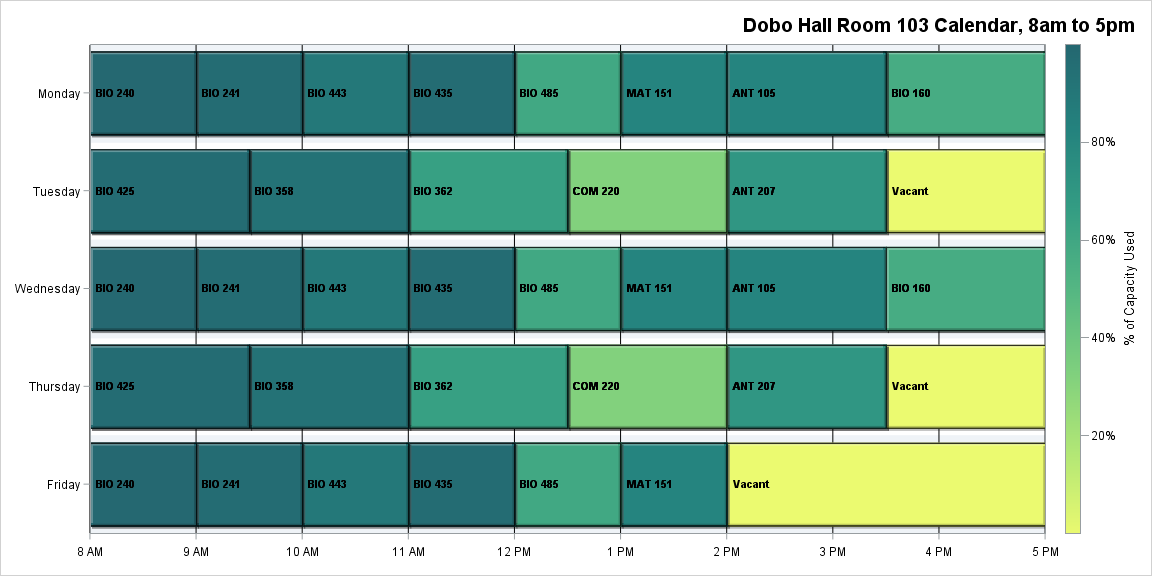 Dobo Hall Room 103 Calendar, 8am to 5pm
Monday BIO 240 BIO 241 BIO 443 BIO 435 BIO 485 MAT 151 ANT 105 BIO 160
Tuesday BIO 425 BIO 358 BIO 362 COM 220 ANT 207 Vacant
Wednesday BIO 240 BIO 241 BIO 443 BIO 435 BIO 485 MAT 151 ANT 105 BIO 160
Thursday BIO 425 BIO 358 BIO 362 COM 220 ANT 207 Vacant
Friday BIO 240 BIO 241 BIO 443 BIO 435 BIO 485 MAT 151 Vacant
8 AM 9 AM 10 AM 11 AM 12 PM 1 PM 2 PM 3 PM 4 PM 5 PM
80%
60%
40%
20%
% of Capacity Used